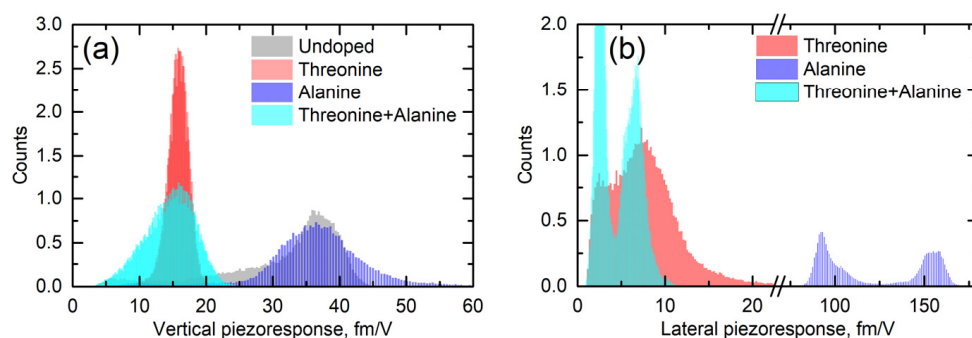 (a)
Undoped
Threonine
Alanine
Threonine+Alanine
Counts
3.0
2.5
2.0
1.5
1.0
0.5
0.0
0 10 20 30 40 50 60
Vertical piezoresponse, fm/V
(b)
Threonine
Alanine
Threonine+Alanine
Counts
2.0
1.5
1.0
0.5
0.0
0 5 10 15 20 100 150
Lateral piezoresponse, fm/V